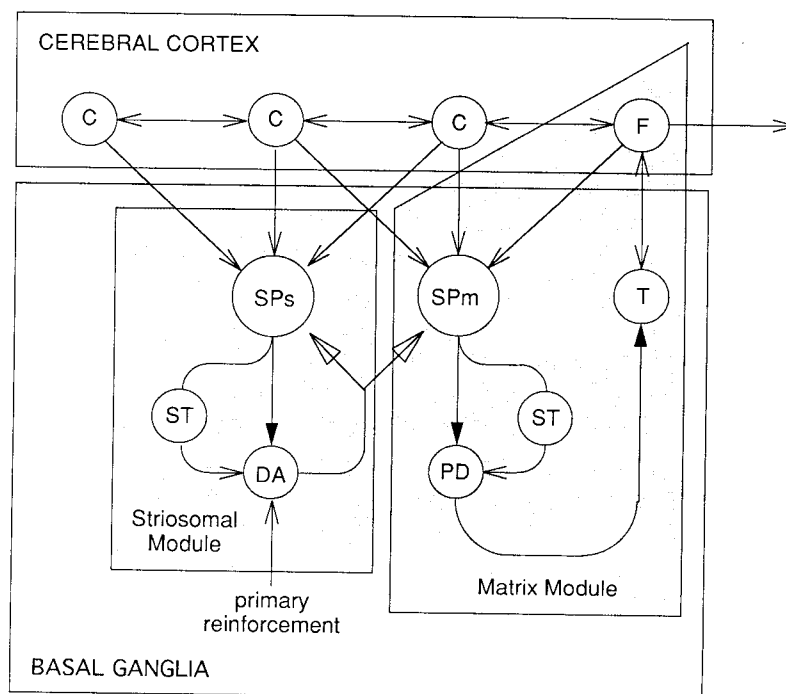 CEREBRAL CORTEX
C
C
C
F
SPs
SPm
T
ST
ST
DA
PD
Striosomal
Module
Matrix Module
primary
reinforcement
BASAL GANGLIA